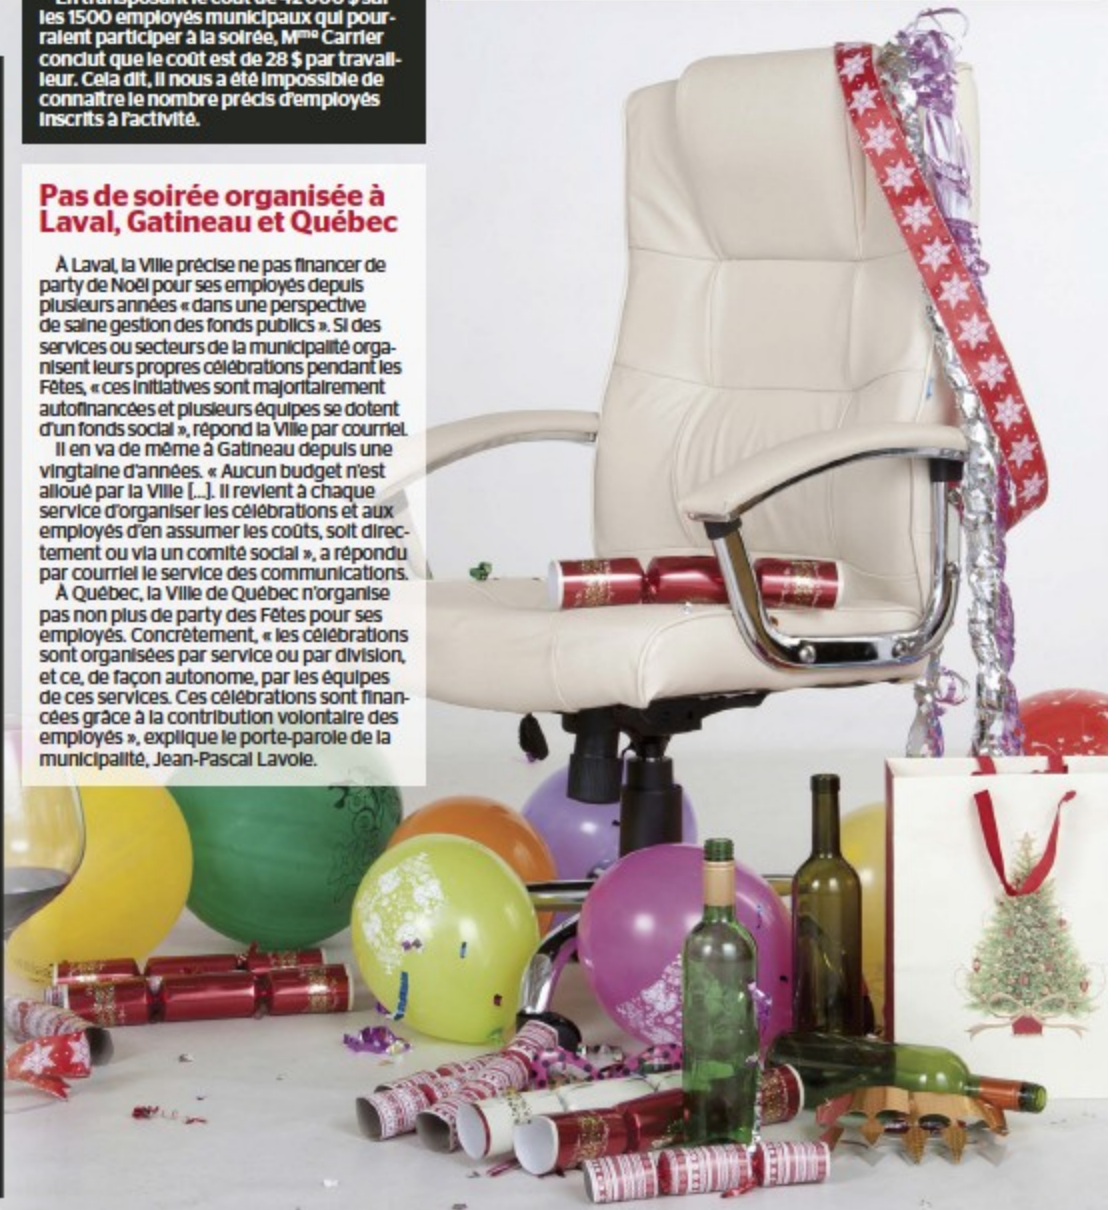 En transposant le coût de 42 000 $ sur
les 1500 employés municipaux qui pour-
raient participer à la soirée, Mme Carrier
conclut que le coût est de 28 $ par travail-
leur. Cela dit, il nous a été impossible de
connaître le nombre précis d'employés
inscrits à l'activité.
Pas de soirée organisée à
Laval, Gatineau et Québec
À Laval, la Ville précise ne pas financer de
party de Noël pour ses employés depuis
plusieurs années « dans une perspective
de saine gestion des fonds publics ». Si des
services ou secteurs de la municipalité orga-
nisent leurs propres célébrations pendant les
Fêtes, « ces initiatives sont majoritairement
autofinancées et plusieurs équipes se dotent
d'un fonds social », répond la Ville par courriel.
Il en va de même à Gatineau depuis une
vingtaine d'années. « Aucun budget n'est
alloué par la Ville [...]. Il revient à chaque
service d'organiser les célébrations et aux
employés d'en assumer les coûts, soit direc-
tement ou via un comité social », a répondu
par courriel le service des communications.
À Québec, la Ville de Québec n'organise
pas non plus de party des Fêtes pour ses
employés. Concrètement, « les célébrations
sont organisées par service ou par division,
et ce, de façon autonome, par les équipes
de ces services. Ces célébrations sont finan-
cées grâce à la contribution volontaire des
employés », explique le porte-parole de la
municipalité, Jean-Pascal Lavoie.